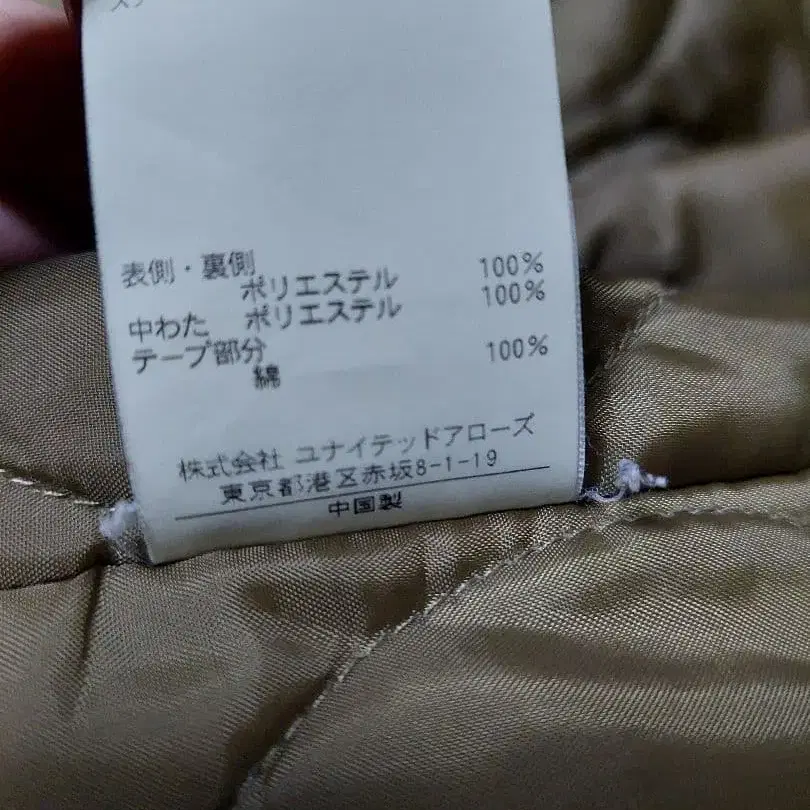 表側・裏側
ポリエステル 100%
中わた ポリエステル 100%
テープ部分
綿 100%
株式会社 ユナイテッドアローズ
東京都港区赤坂8-1-19
中国製